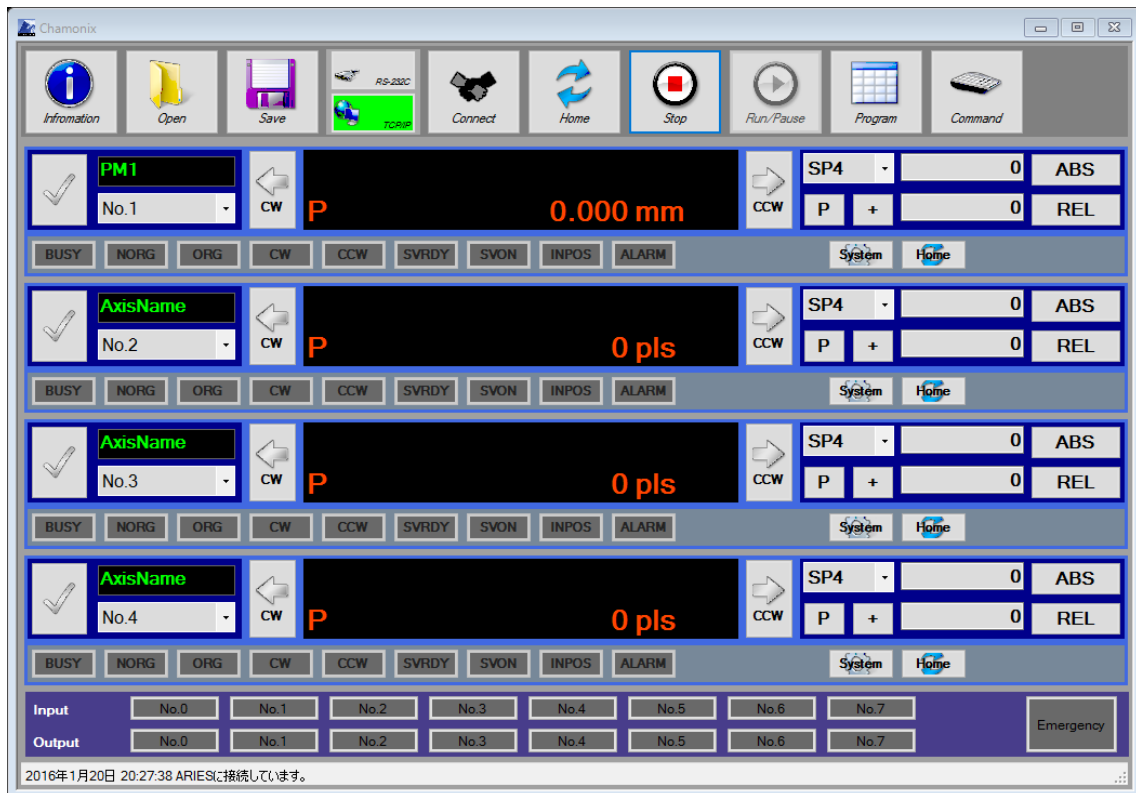 Chamonix
RS-232C
TCP/IP
Infromation Open Save Connect Home Stop Run/Pause Program Command
PM1 SP4 0 ABS
No.1 CW P 0.000 mm CCW P + 0 REL
BUSY NORG ORG CW CCW SVRDY SVON INPOS ALARM System Home
AxisName SP4 0 ABS
No.2 CW P 0 pls CCW P + 0 REL
BUSY NORG ORG CW CCW SVRDY SVON INPOS ALARM System Home
AxisName SP4 0 ABS
No.3 CW P 0 pls CCW P + 0 REL
BUSY NORG ORG CW CCW SVRDY SVON INPOS ALARM System Home
AxisName SP4 0 ABS
No.4 CW P 0 pls CCW P + 0 REL
BUSY NORG ORG CW CCW SVRDY SVON INPOS ALARM System Home
Input No.0 No.1 No.2 No.3 No.4 No.5 No.6 No.7
Emergency
Output No.0 No.1 No.2 No.3 No.4 No.5 No.6 No.7
2016年1月20日 20:27:38 ARIESに接続しています。